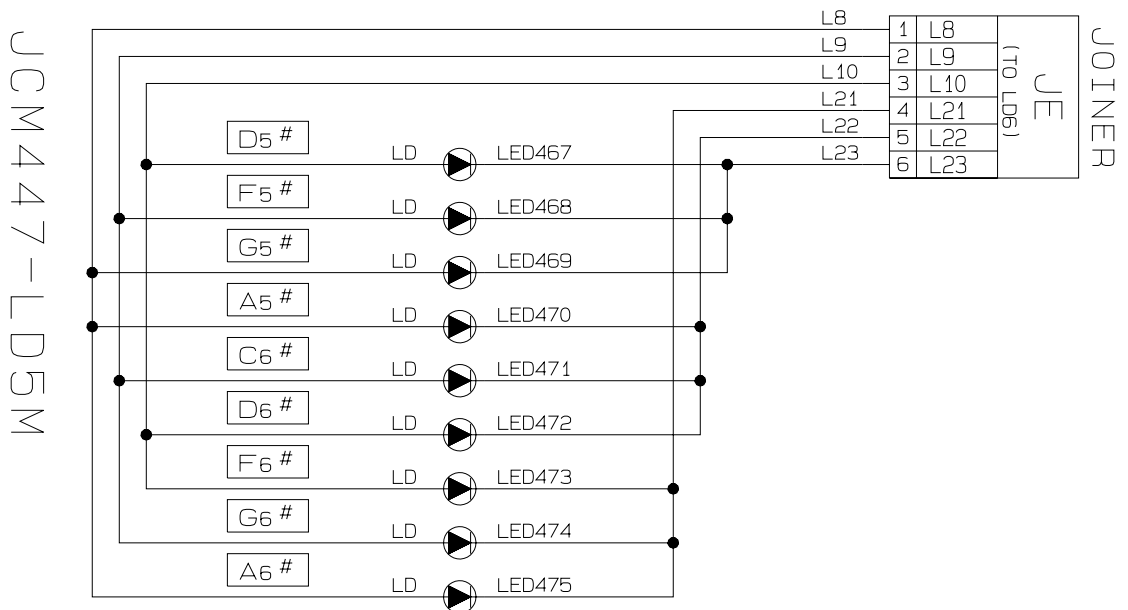 JCM447-LD5M
JOINER
JE
(TO LD6)
L8
1 L8
L9
2 L9
L10
3 L10
L21
4 L21
L22
5 L22
L23
6 L23
D5#
LD LED467
F5#
LD LED468
G5#
LD LED469
A5#
LD LED470
C6#
LD LED471
D6#
LD LED472
F6#
LD LED473
G6#
LD LED474
A6#
LD LED475